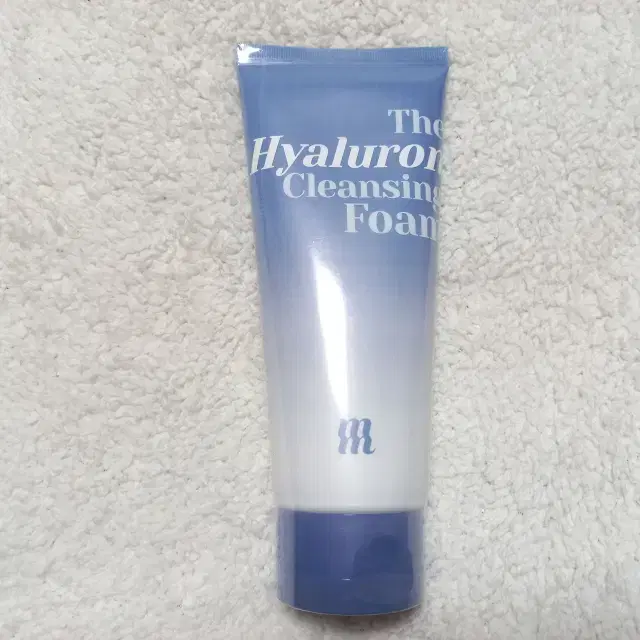 The
Hyaluron
Cleansing
Foam
m